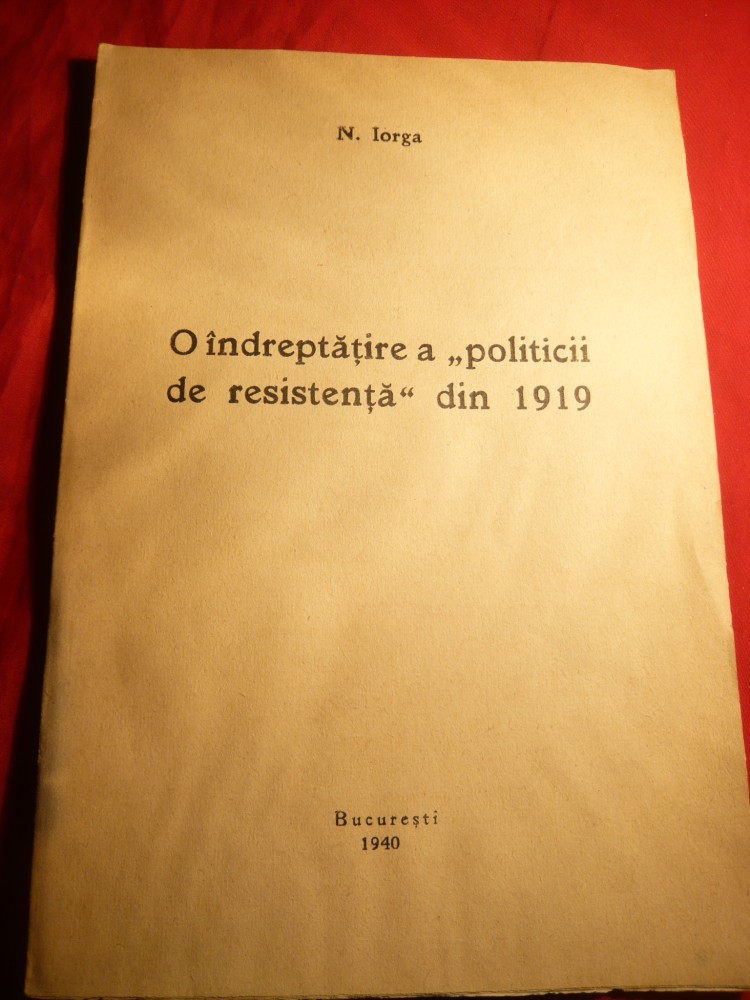 N. Iorga
O îndreptățire a „politicii
de resistență“ din 1919
București
1940